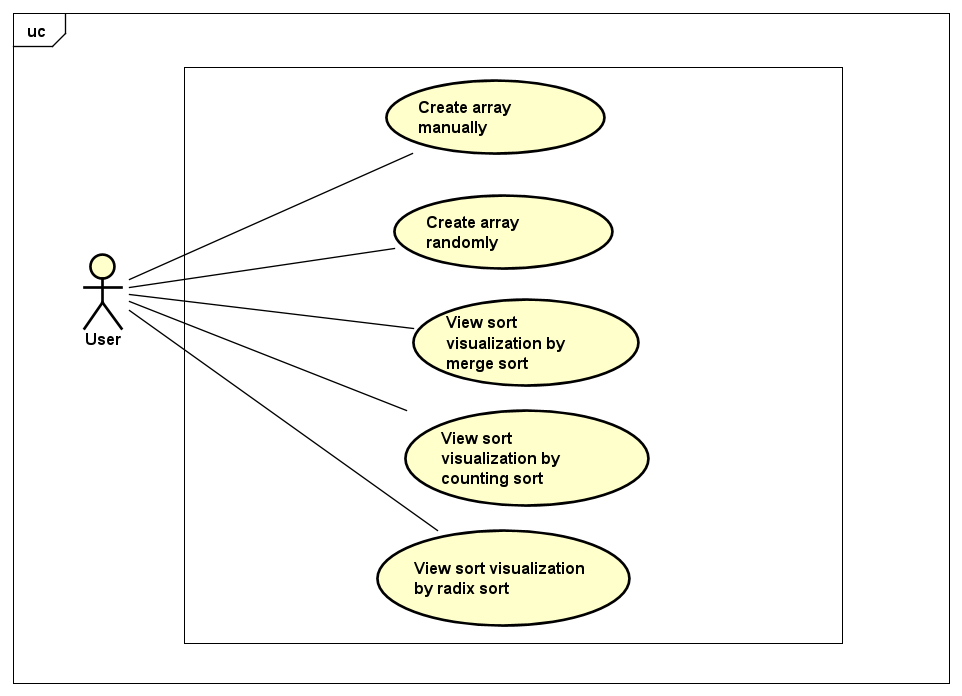 uc
Create array
manually
Create array
randomly
User
View sort
visualization by
merge sort
View sort
visualization by
counting sort
View sort visualization
by radix sort